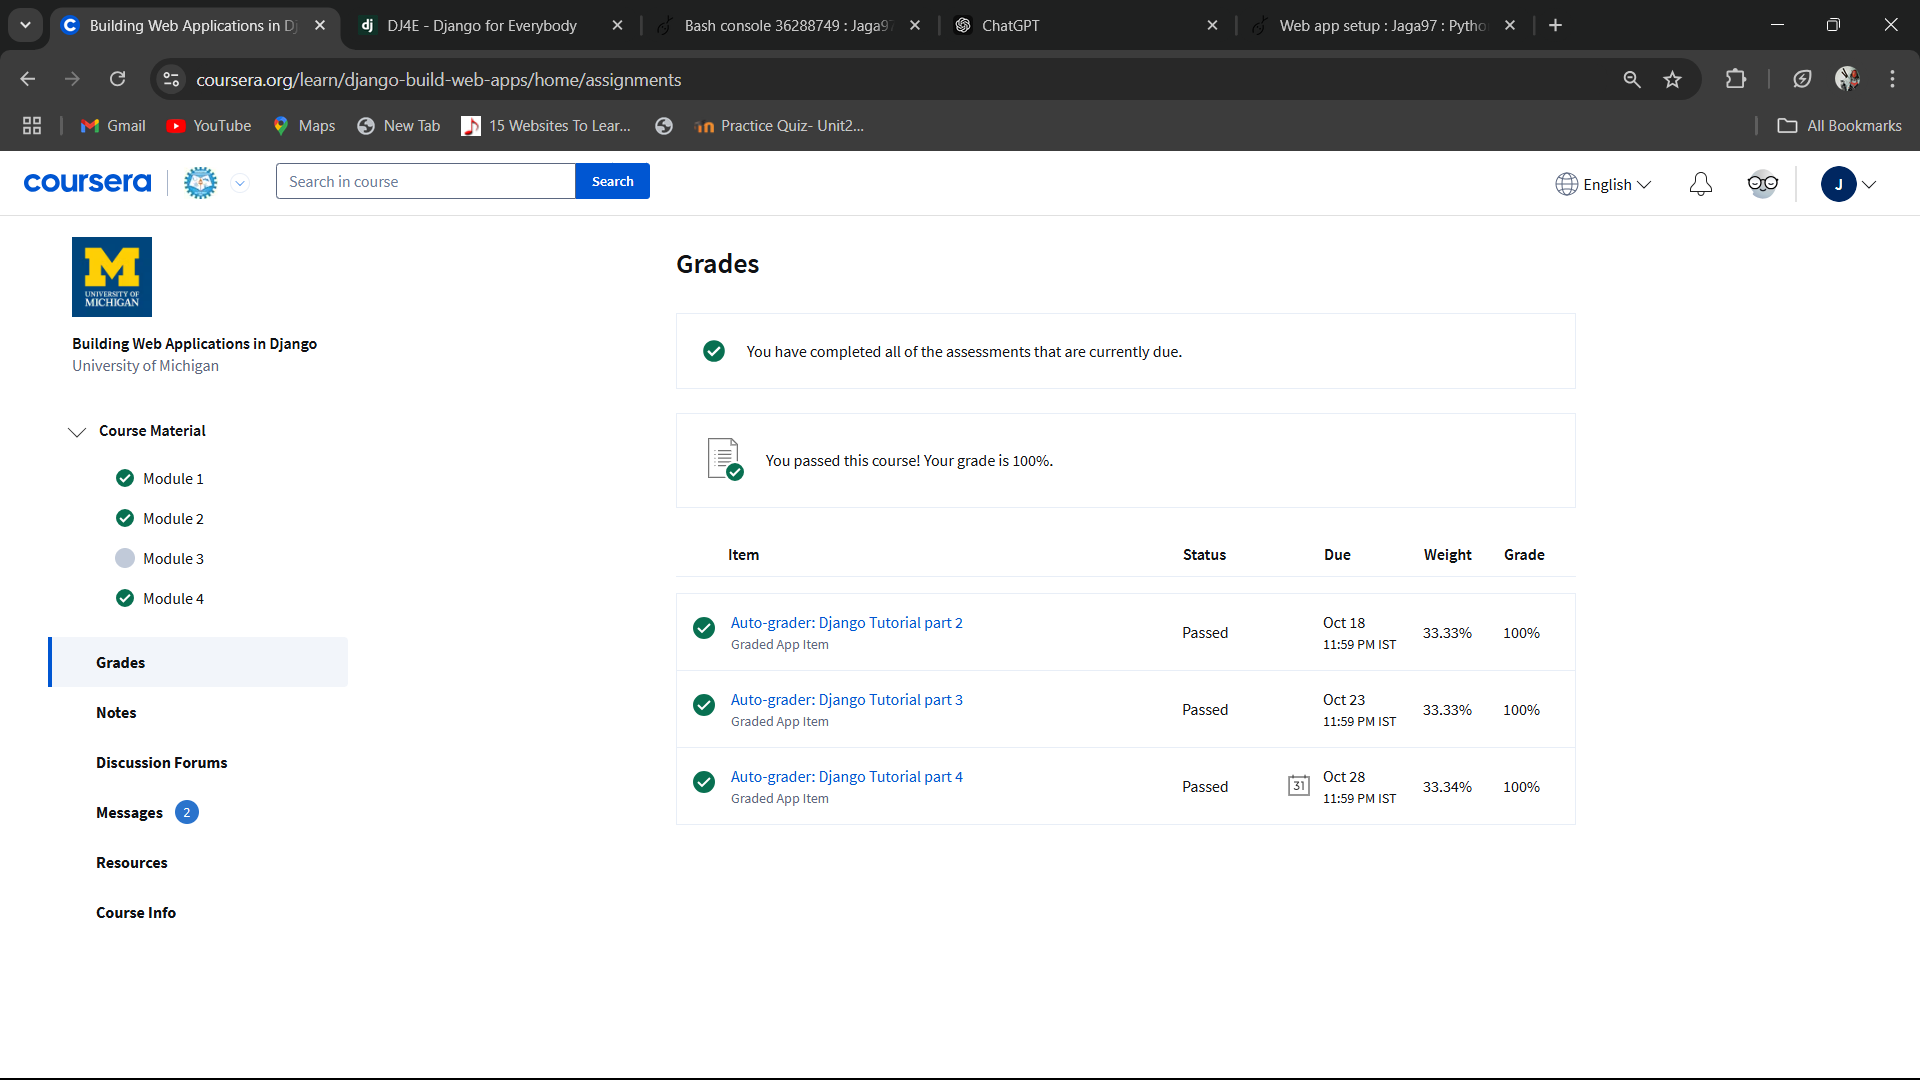 Building Web Applications in Dj
DJ4E - Django for Everybody
Bash console 36288749 : Jaga97
ChatGPT
Web app setup : Jaga97 : Pytho
coursera.org/learn/django-build-web-apps/home/assignments
Gmail
YouTube
Maps
New Tab
15 Websites To Lear...
Practice Quiz- Unit2...
All Bookmarks
coursera
Search in course
Search
English
J
M
UNIVERSITY OF
MICHIGAN
Building Web Applications in Django
University of Michigan
Course Material
Module 1
Module 2
Module 3
Module 4
Grades
Notes
Discussion Forums
Messages 2
Resources
Course Info
Grades
You have completed all of the assessments that are currently due.
You passed this course! Your grade is 100%.
Item Status Due Weight Grade
Auto-grader: Django Tutorial part 2
Graded App Item
Passed
Oct 18
11:59 PM IST
33.33%
100%
Auto-grader: Django Tutorial part 3
Graded App Item
Passed
Oct 23
11:59 PM IST
33.33%
100%
Auto-grader: Django Tutorial part 4
Graded App Item
Passed
31
Oct 28
11:59 PM IST
33.34%
100%